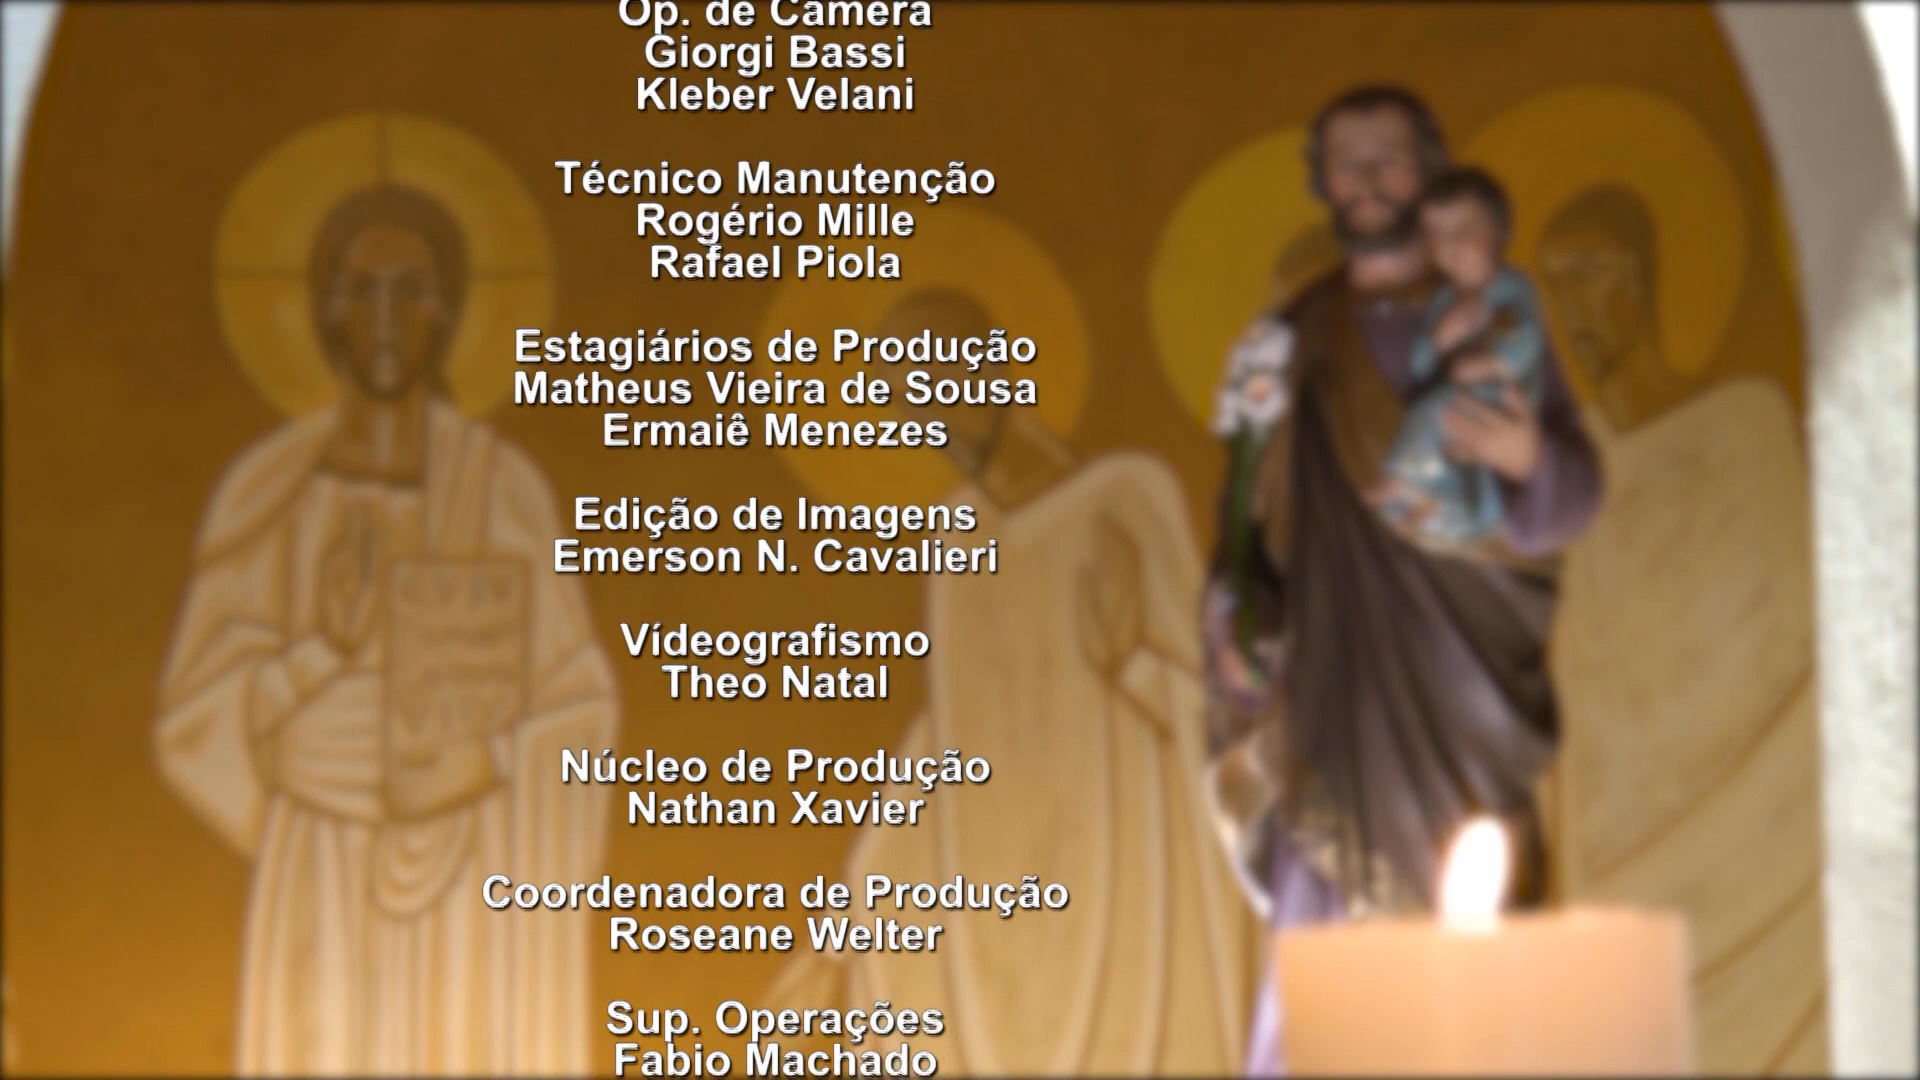 Op. de Câmera
Giorgi Bassi
Kleber Velani
Técnico Manutenção
Rogério Mille
Rafael Piola
Estagiários de Produção
Matheus Vieira de Sousa
Ermaiê Menezes
Edição de Imagens
Emerson N. Cavalieri
Vídeografismo
Theo Natal
Núcleo de Produção
Nathan Xavier
Coordenadora de Produção
Roseane Welter
Sup. Operações
Fabio Machado